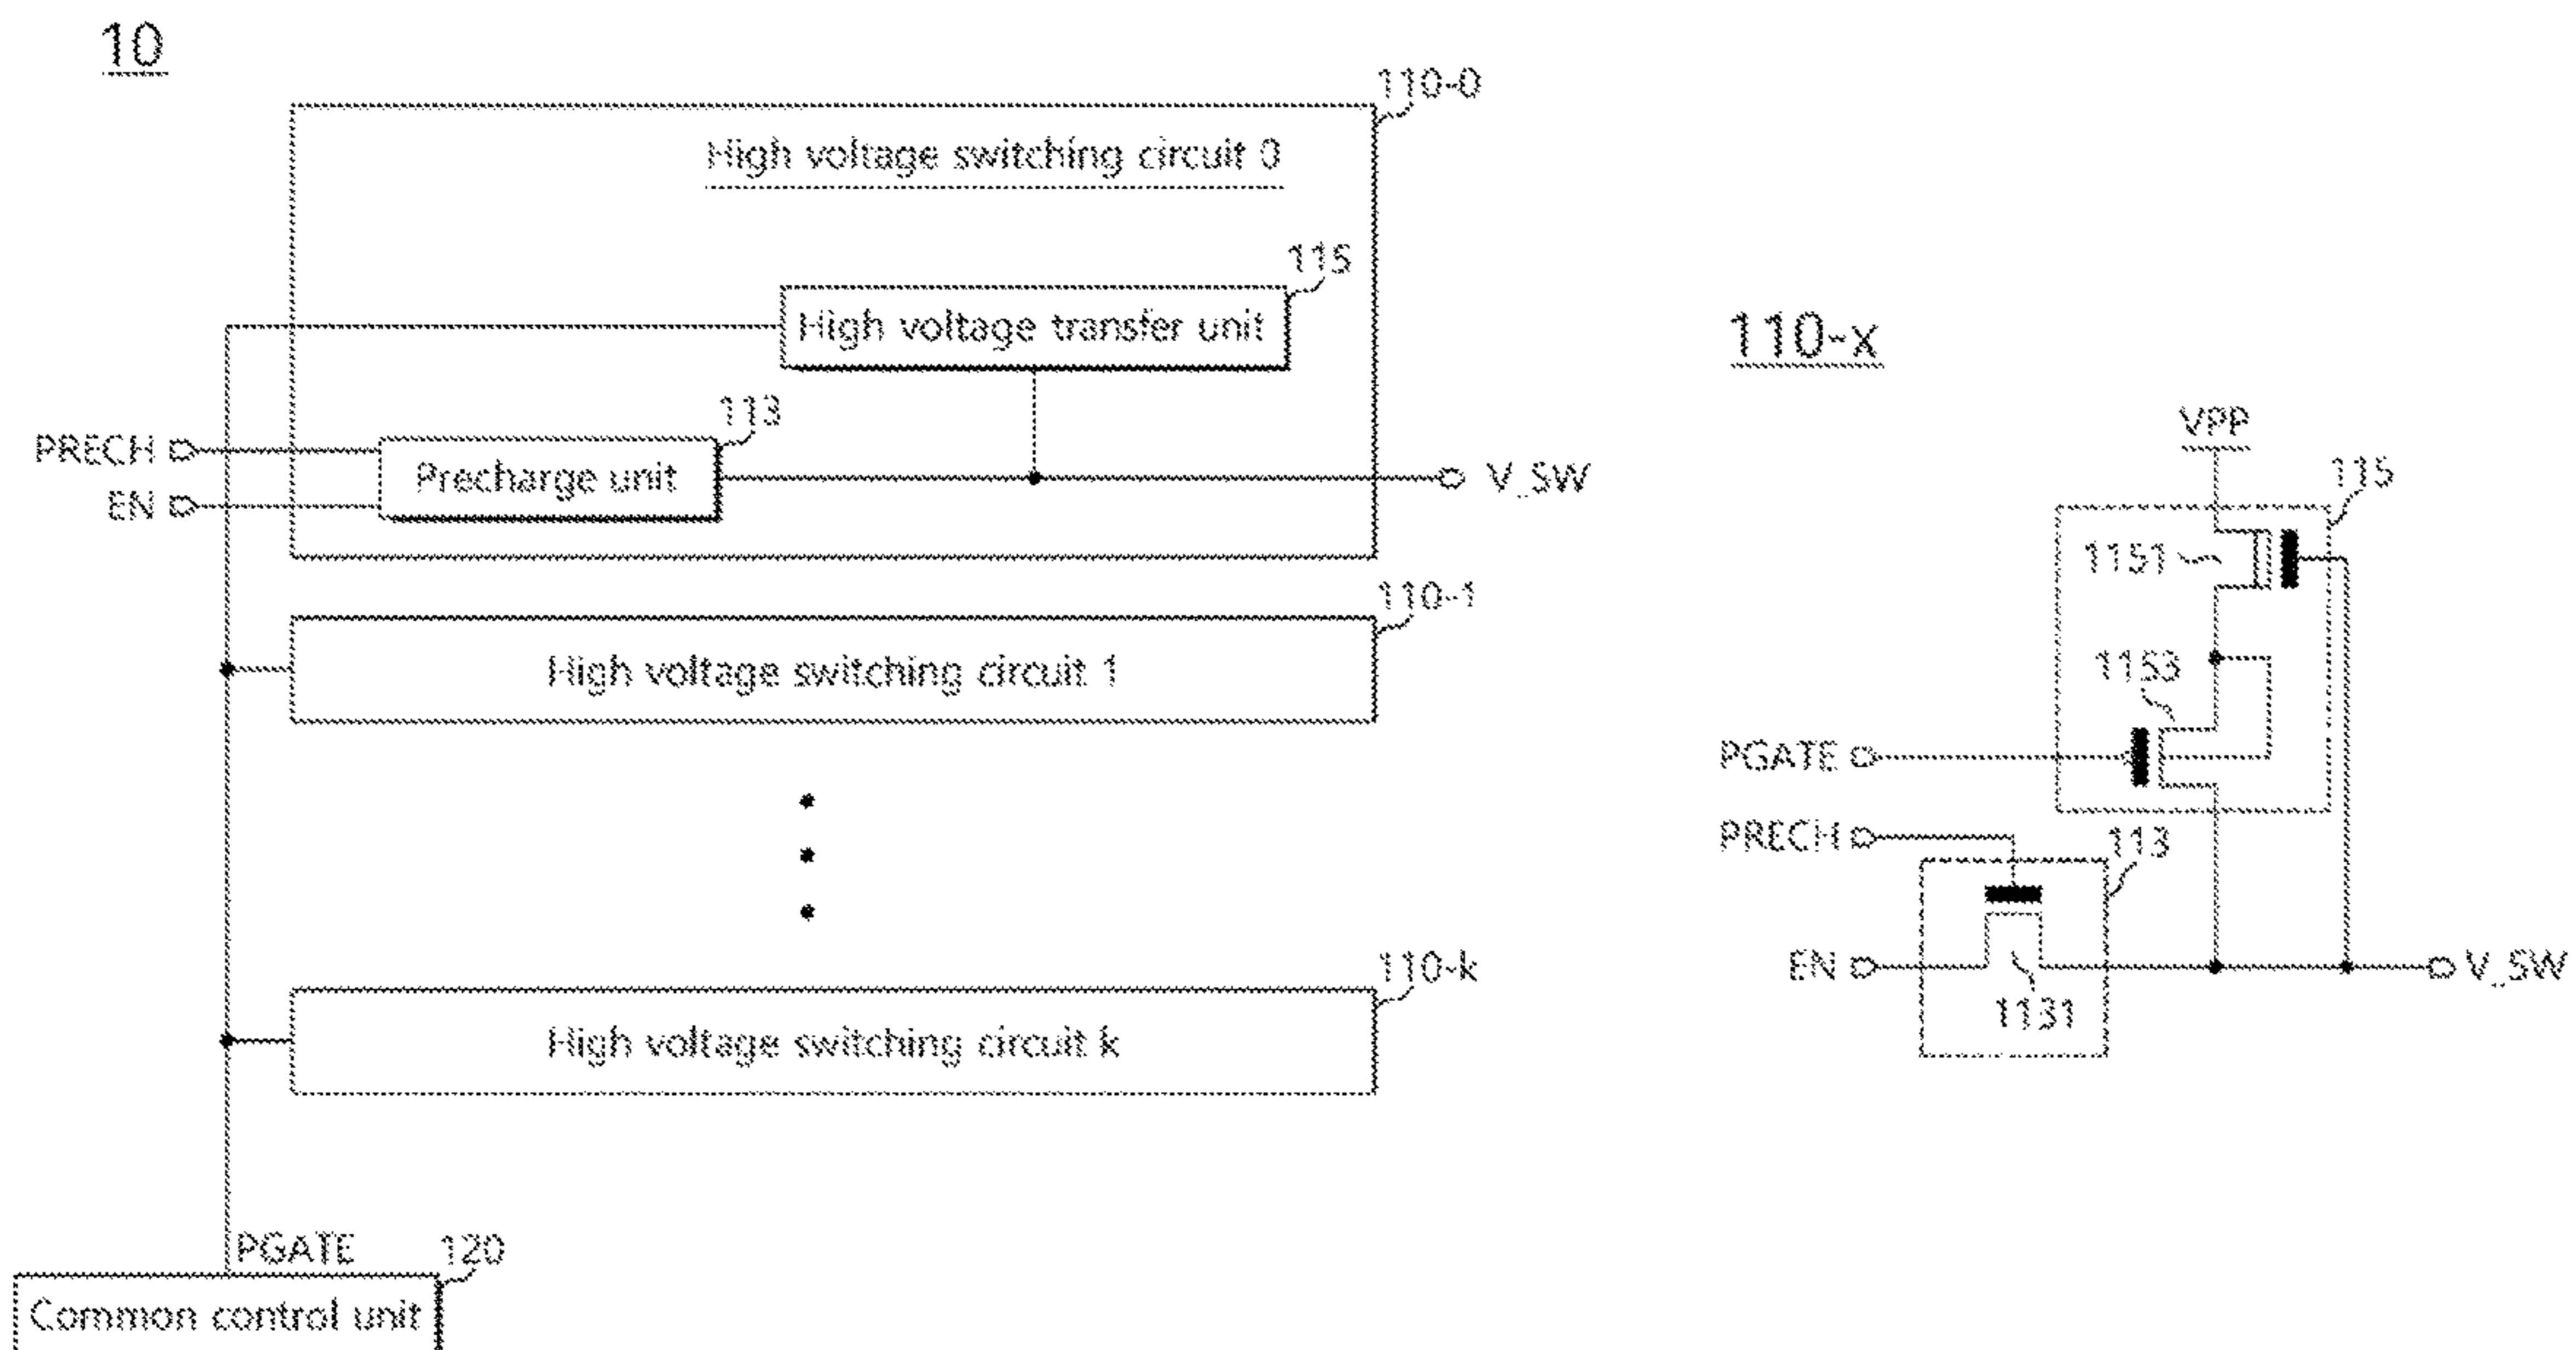 10
110-0
High voltage switching circuit 0
115
High voltage transfer unit
113
PRECH
Precharge unit
EN
V_SW
110-1
High voltage switching circuit 1
110-k
High voltage switching circuit k
PGATE
120
Common control unit
110-x
VPP
115
1151
1153
PGATE
PRECH
113
EN
1131
V_SW